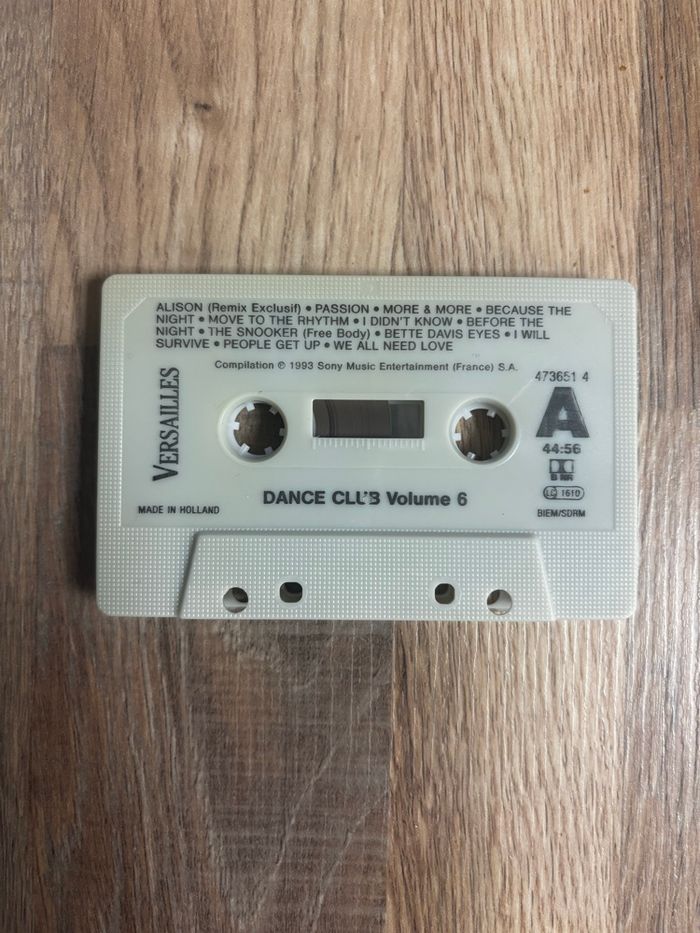 ALISON (Remix Exclusif) • PASSION • MORE & MORE • BECAUSE THE
NIGHT • MOVE TO THE RHYTHM • I DIDN'T KNOW • BEFORE THE
NIGHT • THE SNOOKER (Free Body) • BETTE DAVIS EYES • I WILL
SURVIVE • PEOPLE GET UP • WE ALL NEED LOVE
Compilation ℗ 1993 Sony Music Entertainment (France) S.A.
473651 4
VERSAILLES
A
44:56
B NR
LC 1610
DANCE CLUB Volume 6
MADE IN HOLLAND
BIEM/SDRM